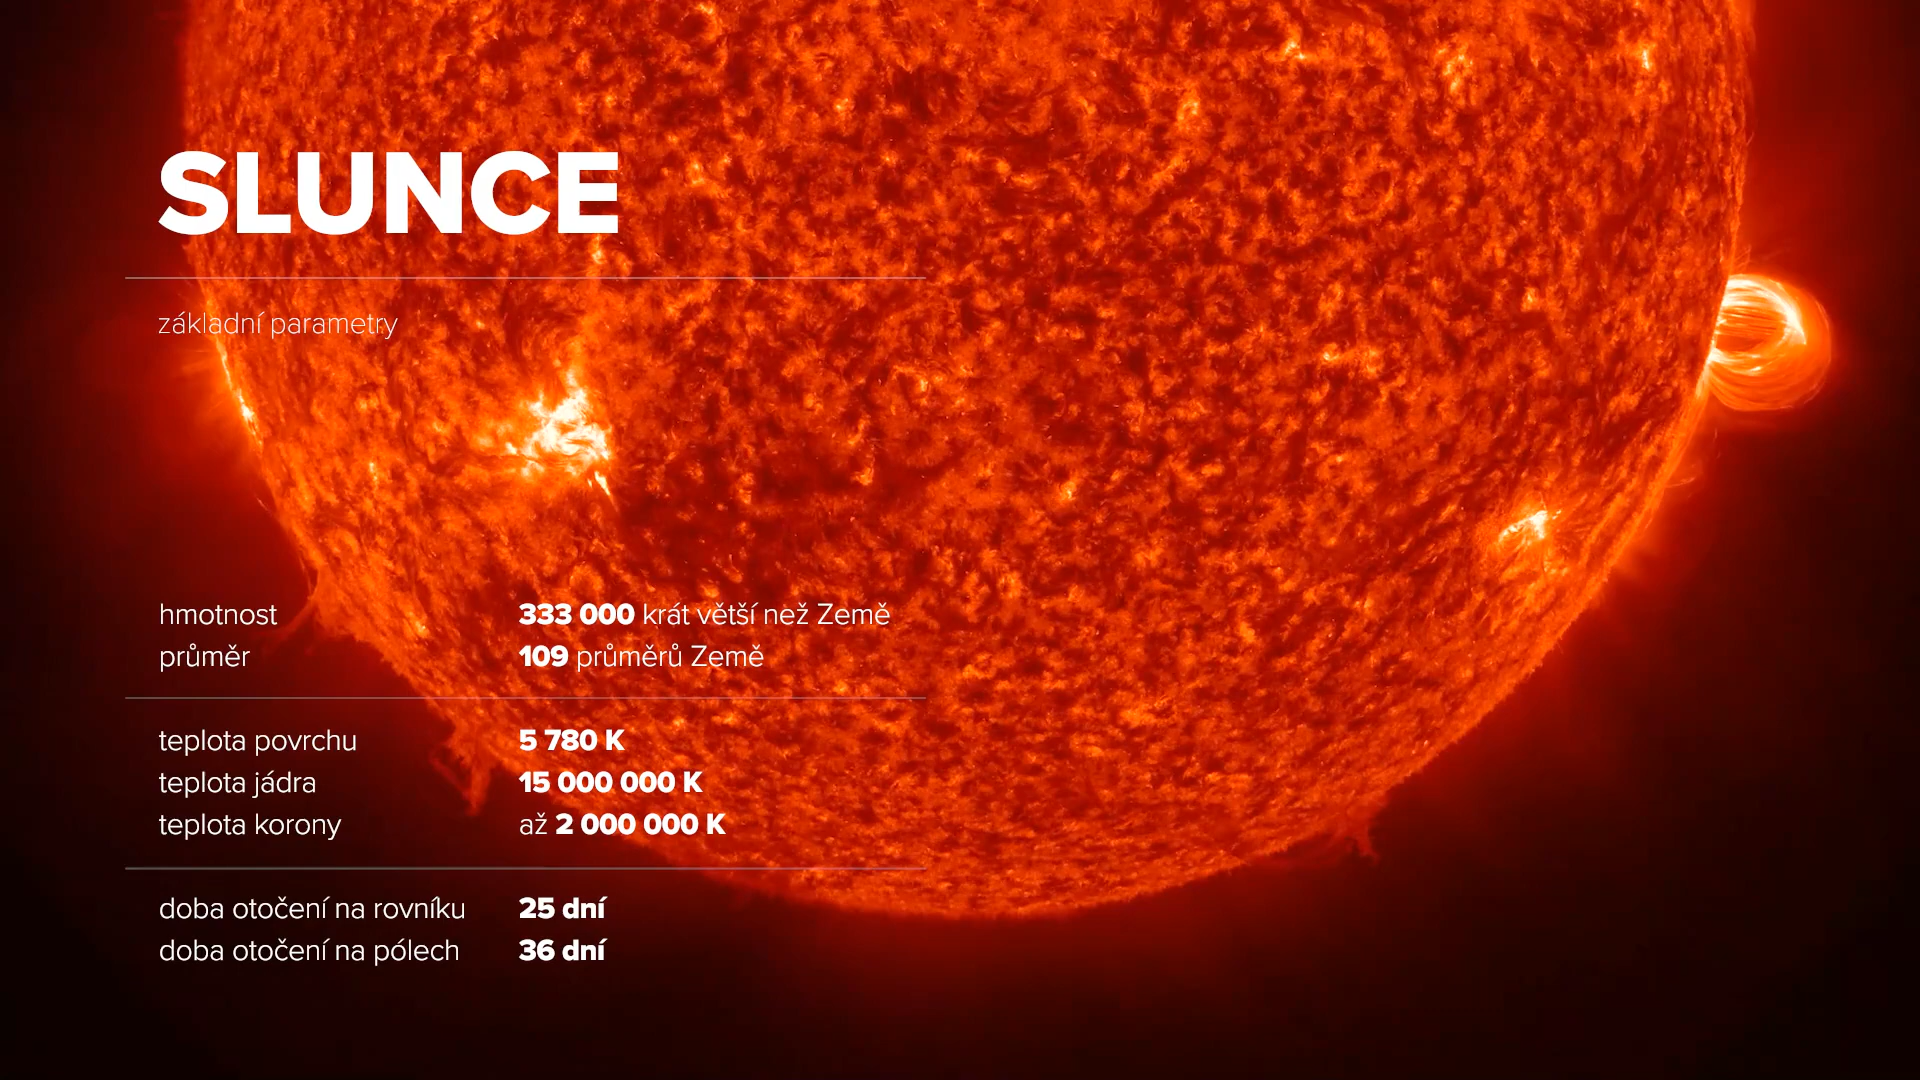 SLUNCE
základní parametry
hmotnost 333 000 krát větší než Země
průměr 109 průměrů Země
teplota povrchu 5 780 K
teplota jádra 15 000 000 K
teplota korony až 2 000 000 K
doba otočení na rovníku 25 dní
doba otočení na pólech 36 dní